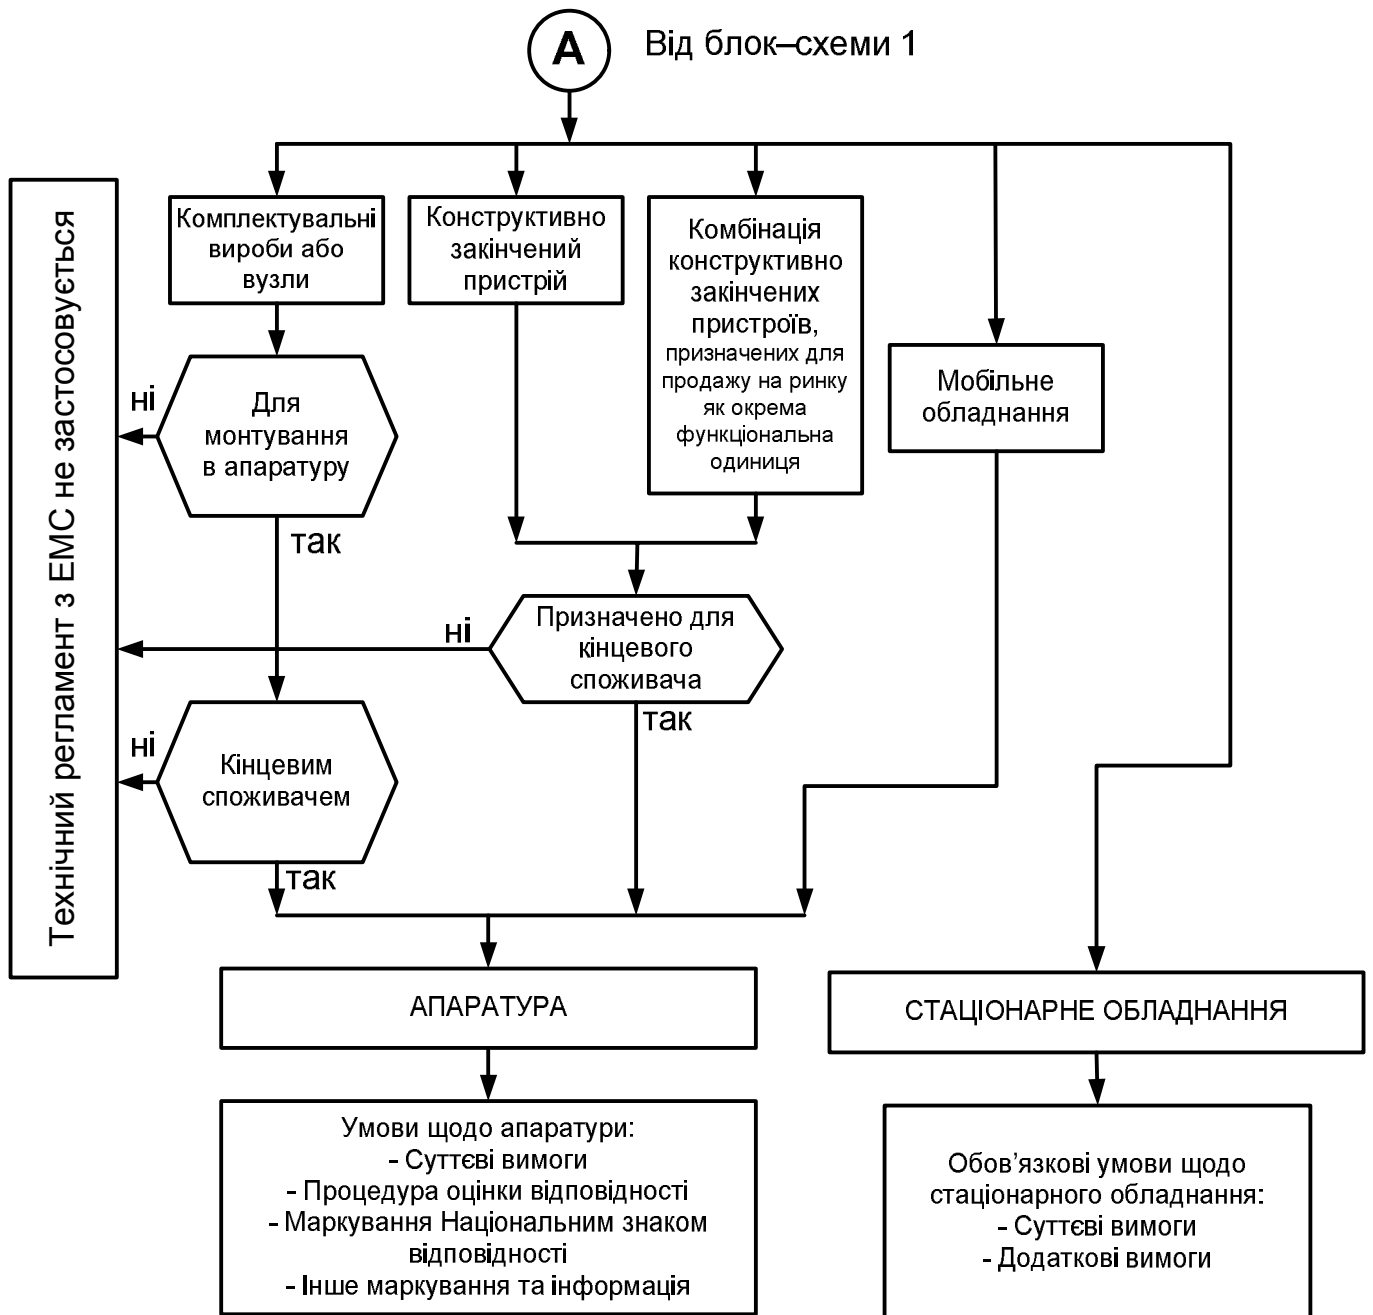 А
Від блок–схеми 1
Технічний регламент з ЕМС не застосовується
Комплектувальні
вироби або
вузли
Конструктивно
закінчений
пристрій
Комбінація
конструктивно
закінчених
пристроїв,
призначених для
продажу на ринку
як окрема
функціональна
одиниця
Мобільне
обладнання
ні
Для
монтування
в апаратуру
так
ні
Призначено для
кінцевого
споживача
так
ні
Кінцевим
споживачем
так
АПАРАТУРА
СТАЦІОНАРНЕ ОБЛАДНАННЯ
Умови щодо апаратури:
- Суттєві вимоги
- Процедура оцінки відповідності
- Маркування Національним знаком
відповідності
- Інше маркування та інформація
Обов’язкові умови щодо
стаціонарного обладнання:
- Суттєві вимоги
- Додаткові вимоги